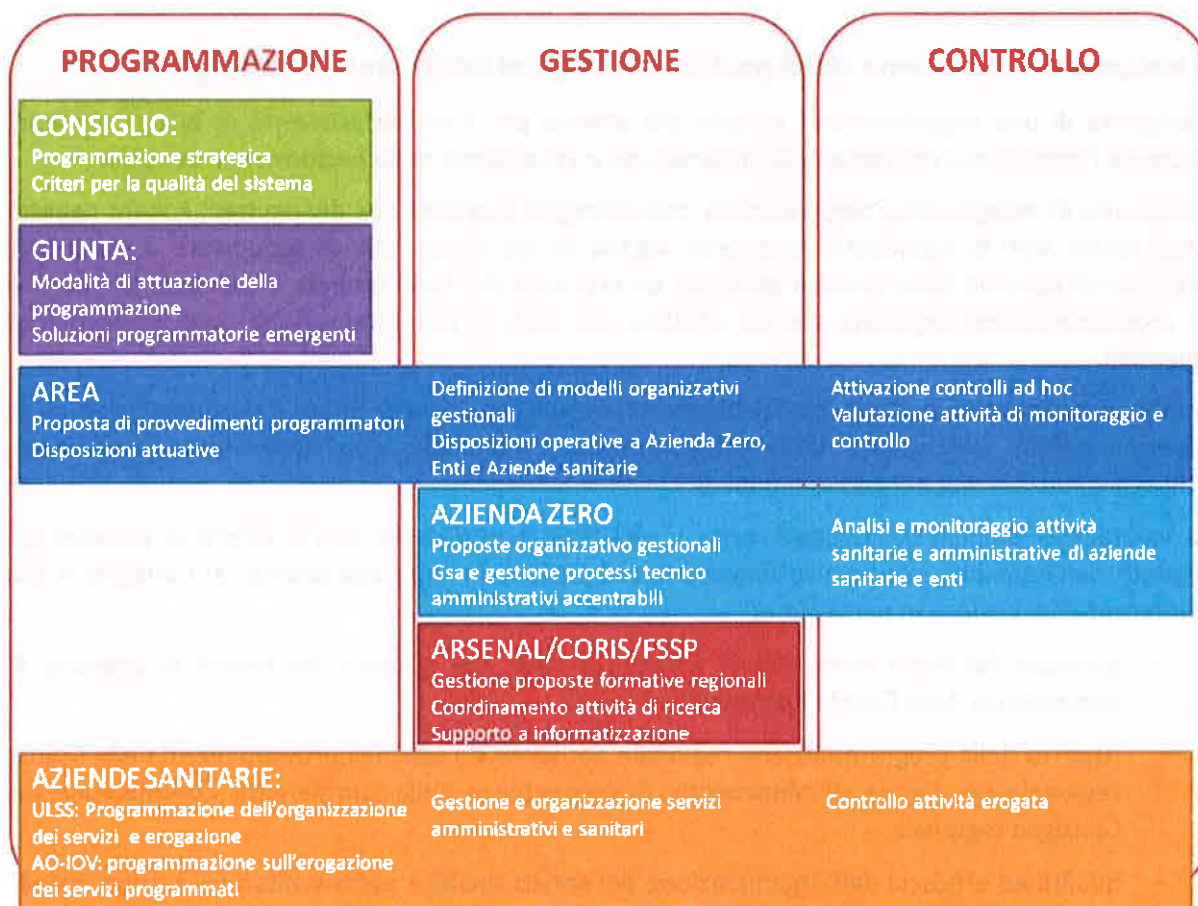 PROGRAMMAZIONE
GESTIONE
CONTROLLO
CONSIGLIO:
Programmazione strategica
Criteri per la qualità del sistema
GIUNTA:
Modalità di attuazione della
programmazione
Soluzioni programmatorie emergenti
AREA
Proposta di provvedimenti programmatori
Disposizioni attuative
Definizione di modelli organizzativi
gestionali
Disposizioni operative a Azienda Zero,
Enti e Aziende sanitarie
Attivazione controlli ad hoc
Valutazione attività di monitoraggio e
controllo
AZIENDA ZERO
Proposte organizzativo gestionali
Gsa e gestione processi tecnico
amministrativi accentrabili
Analisi e monitoraggio attività
sanitarie e amministrative di aziende
sanitarie e enti
ARSENAL/CORIS/FSSP
Gestione proposte formative regionali
Coordinamento attività di ricerca
Supporto a informatizzazione
AZIENDE SANITARIE:
ULSS: Programmazione dell'organizzazione
dei servizi e erogazione
AO-IOV: programmazione sull'erogazione
dei servizi programmati
Gestione e organizzazione servizi
amministrativi e sanitari
Controllo attività erogata